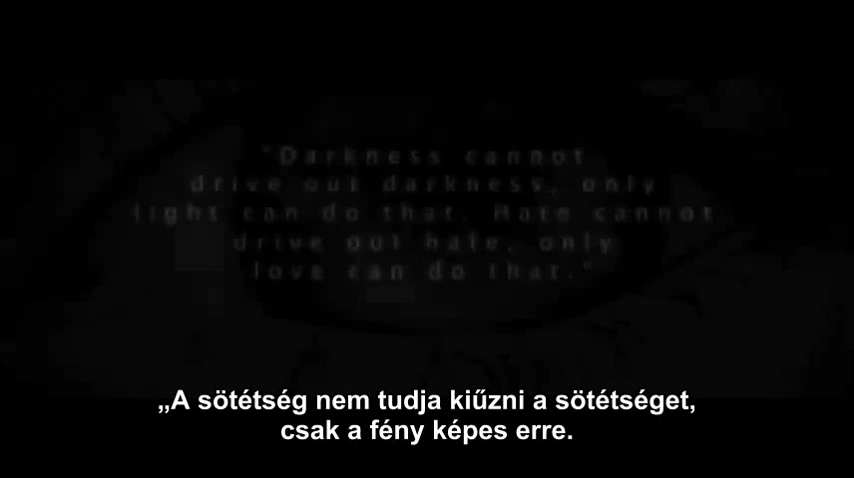 "Darkness cannot
drive out darkness, only
light can do that. Hate cannot
drive out hate, only
love can do that."
„A sötétség nem tudja kiűzni a sötétséget,
csak a fény képes erre.